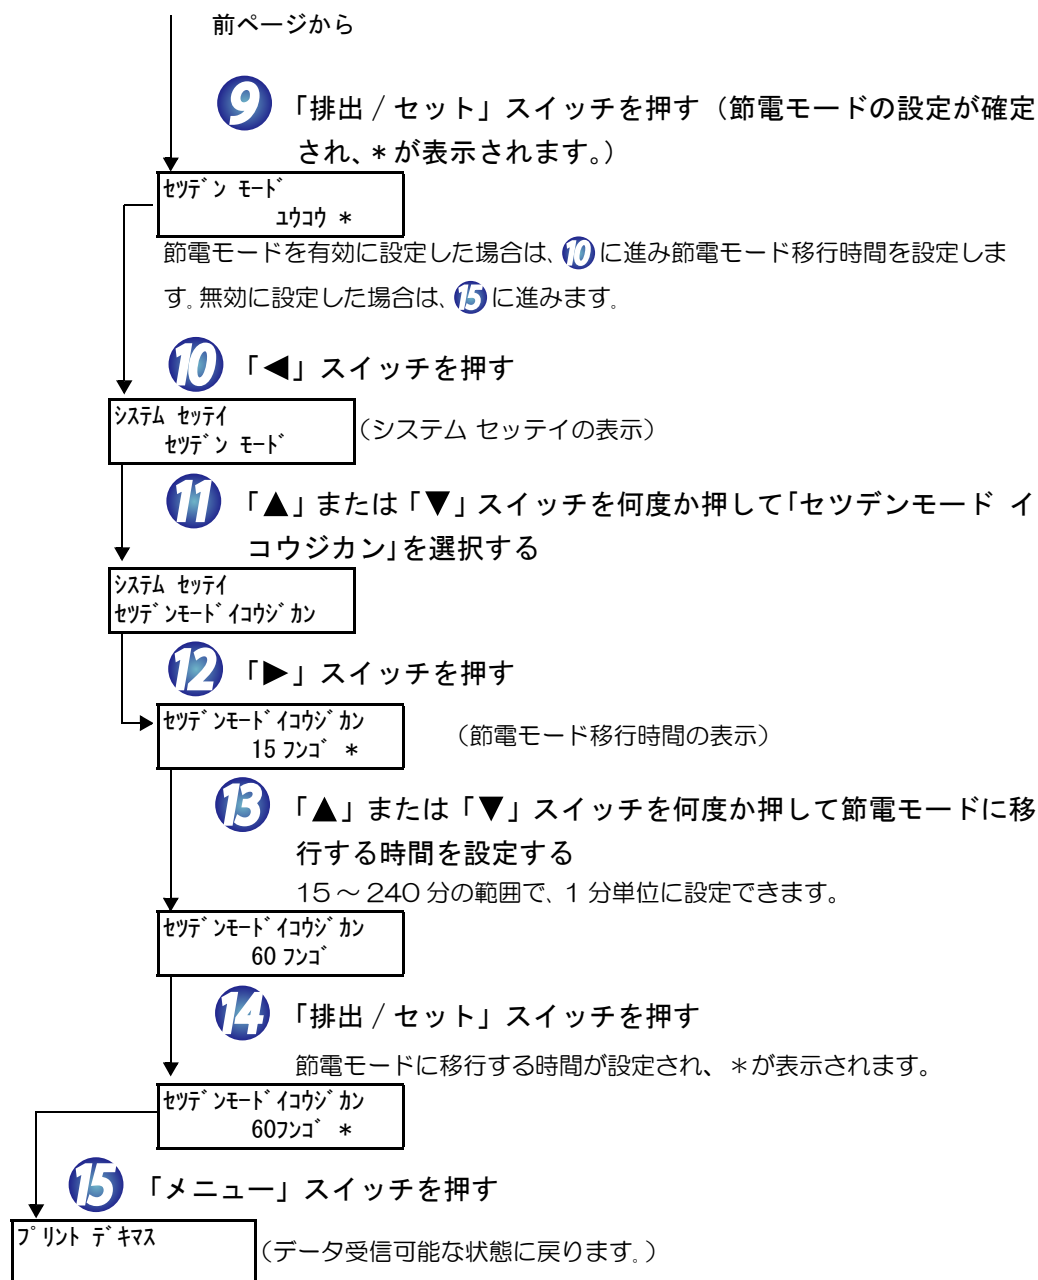 前ページから
9 「排出 / セット」スイッチを押す（節電モードの設定が確定
され、* が表示されます。）
ｾﾂﾃﾞﾝ ﾓｰﾄﾞ
ﾕｳｺｳ *
節電モードを有効に設定した場合は、10に進み節電モード移行時間を設定しま
す。無効に設定した場合は、15に進みます。
10 「◀」スイッチを押す
ｼｽﾃﾑ ｾｯﾃｲ
ｾﾂﾃﾞﾝ ﾓｰﾄﾞ
（システム セッテイの表示）
11 「▲」または「▼」スイッチを何度か押して「セツデンモード イ
コウジカン」を選択する
ｼｽﾃﾑ ｾｯﾃｲ
ｾﾂﾃﾞﾝﾓｰﾄﾞｲｺｳｼﾞｶﾝ
12 「▶」スイッチを押す
ｾﾂﾃﾞﾝﾓｰﾄﾞｲｺｳｼﾞｶﾝ
15 ﾌﾝｺﾞ *
（節電モード移行時間の表示）
13 「▲」または「▼」スイッチを何度か押して節電モードに移
行する時間を設定する
15 ～ 240 分の範囲で、1 分単位に設定できます。
ｾﾂﾃﾞﾝﾓｰﾄﾞｲｺｳｼﾞｶﾝ
60 ﾌﾝｺﾞ
14 「排出 / セット」スイッチを押す
節電モードに移行する時間が設定され、＊が表示されます。
ｾﾂﾃﾞﾝﾓｰﾄﾞｲｺｳｼﾞｶﾝ
60ﾌﾝｺﾞ *
15 「メニュー」スイッチを押す
ﾌﾟﾘﾝﾄ ﾃﾞｷﾏｽ
（データ受信可能な状態に戻ります。）